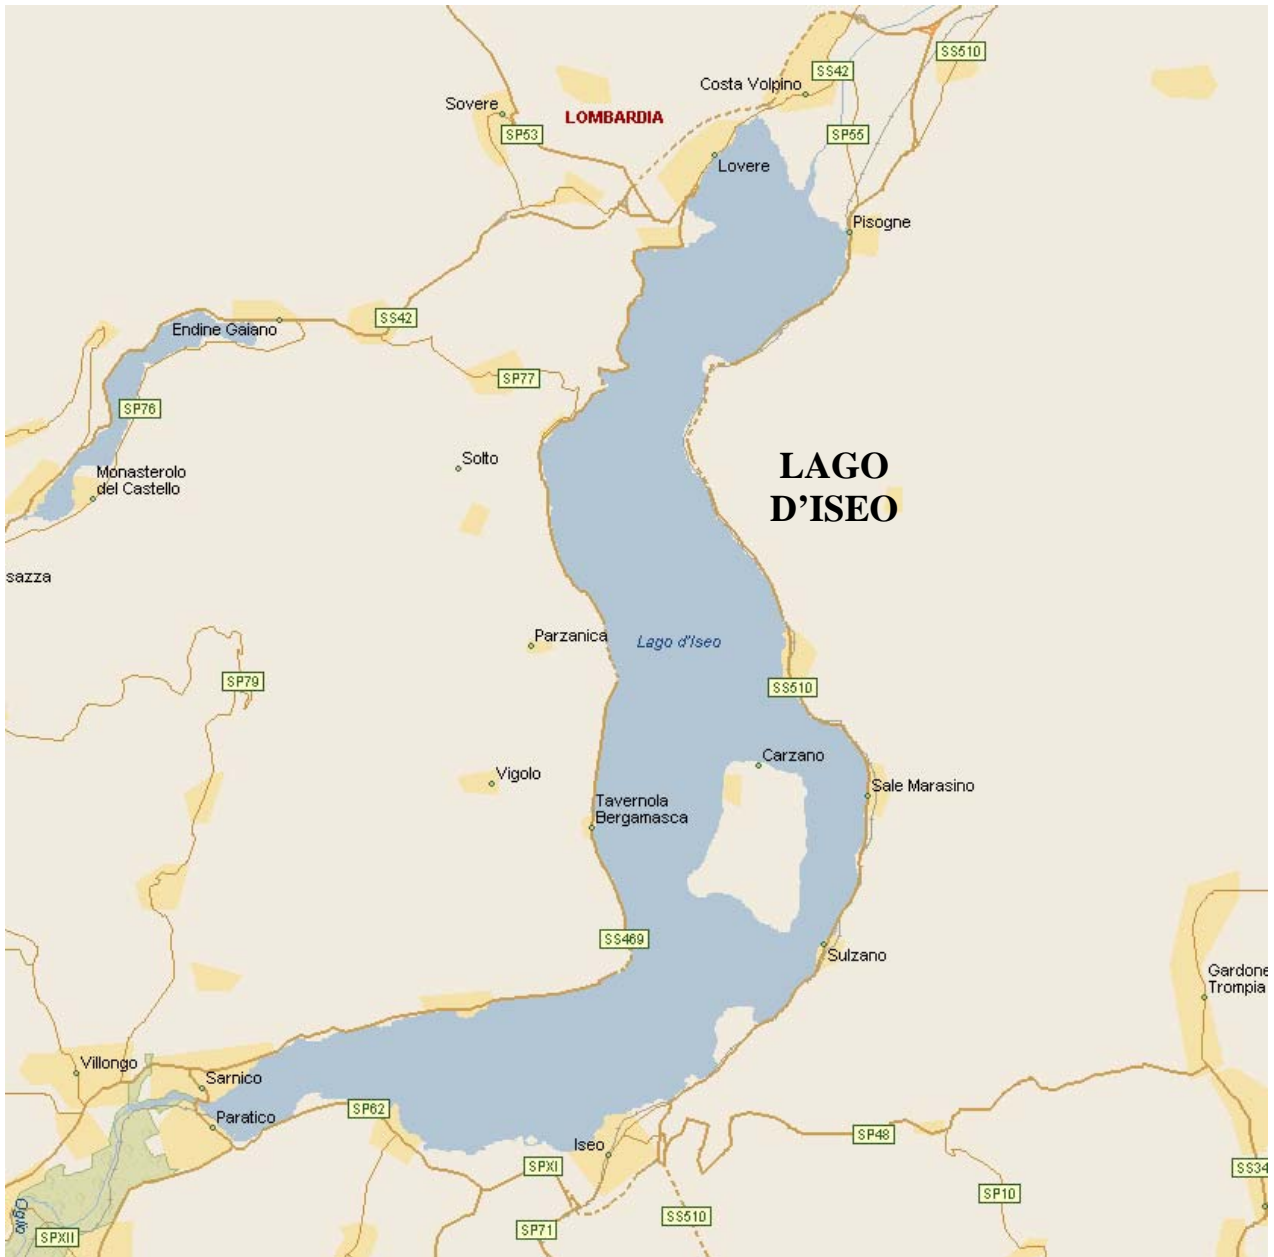 SS510
SS42
Costa Volpino
Sovere
LOMBARDIA
SP53
SP55
Lovere
Pisogne
SS42
Endine Gaiano
SP77
SP76
Solto
LAGO
D'ISEO
Monasterolo
del Castello
sazza
Parzanica
Lago d'Iseo
SP79
SS510
Carzano
Vigolo
Sale Marasino
Tavernola
Bergamasca
SS469
Sulzano
Gardone
Trompia
Villongo
Sarnico
SP62
Paratico
SP48
Iseo
SPXI
SS34
SP10
Oglio
SS510
SP71
SPXII